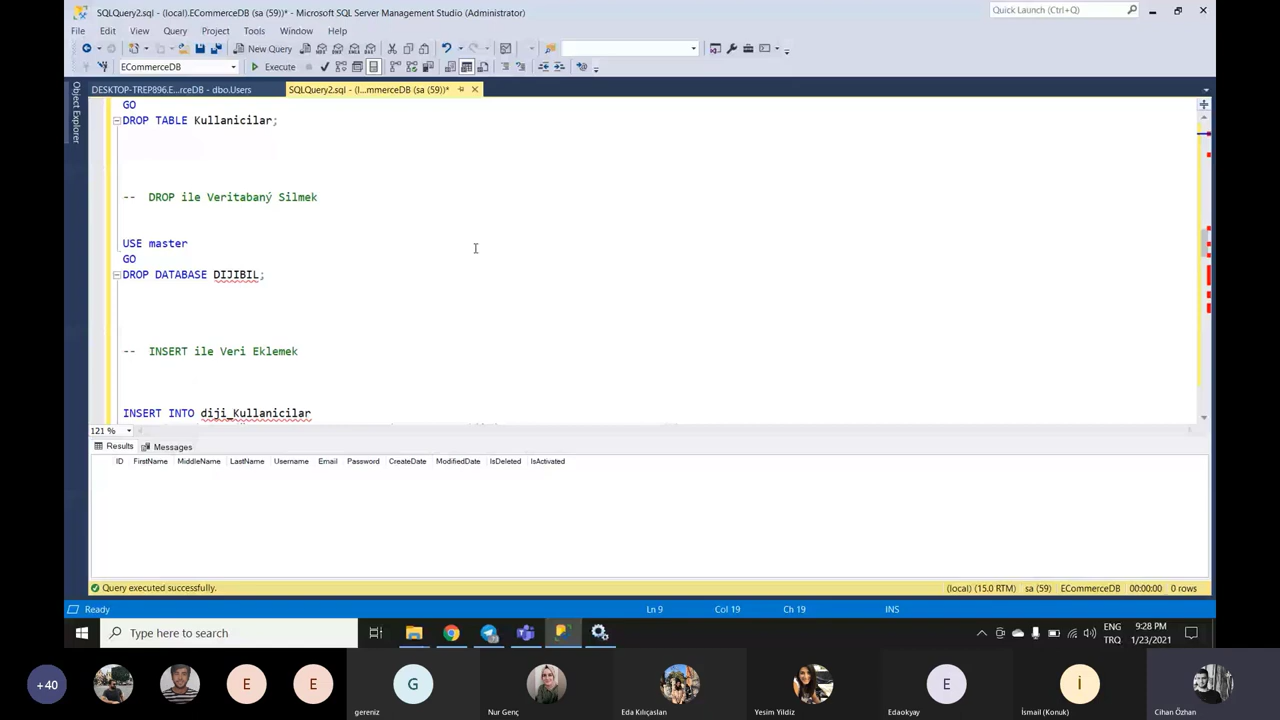 SQLQuery2.sql - (local).ECommerceDB (sa (59))* - Microsoft SQL Server Management Studio (Administrator)
Quick Launch (Ctrl+Q)
File Edit View Query Project Tools Window Help
New Query
ECommerceDB
Execute
Object Explorer
DESKTOP-TREP896.E...rceDB - dbo.Users
SQLQuery2.sql - (l...mmerceDB (sa (59))*
GO
DROP TABLE Kullanicilar;
-- DROP ile Veritabaný Silmek
USE master
GO
DROP DATABASE DIJIBIL;
-- INSERT ile Veri Eklemek
INSERT INTO diji_Kullanicilar
121 %
Results Messages
ID FirstName MiddleName LastName Username Email Password CreateDate ModifiedDate IsDeleted IsActivated
Query executed successfully.
(local) (15.0 RTM) sa (59) ECommerceDB 00:00:00 0 rows
Ready
Ln 9 Col 19 Ch 19 INS
Type here to search
ENG
TRQ
9:28 PM
1/23/2021
+40
E
E
G
E
İ
gereniz
Nur Genç
Eda Kılıçaslan
Yesim Yildiz
Edaokyay
İsmail (Konuk)
Cihan Özhan